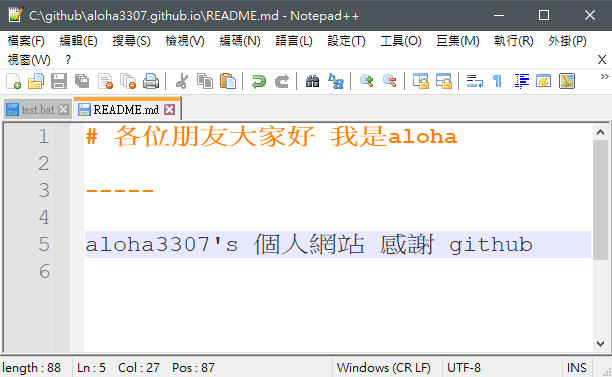 C:\github\aloha3307.github.io\README.md - Notepad++
檔案(F) 編輯(E) 搜尋(S) 檢視(V) 編碼(N) 語言(L) 設定(T) 工具(O) 巨集(M) 執行(R) 外掛(P)
視窗(W) ? X
test.bat README.md
1 # 各位朋友大家好 我是aloha
2
3 -----
4
5 aloha3307's 個人網站 感謝 github
6
length : 88 Ln : 5 Col : 27 Pos : 87 Windows (CR LF) UTF-8 INS